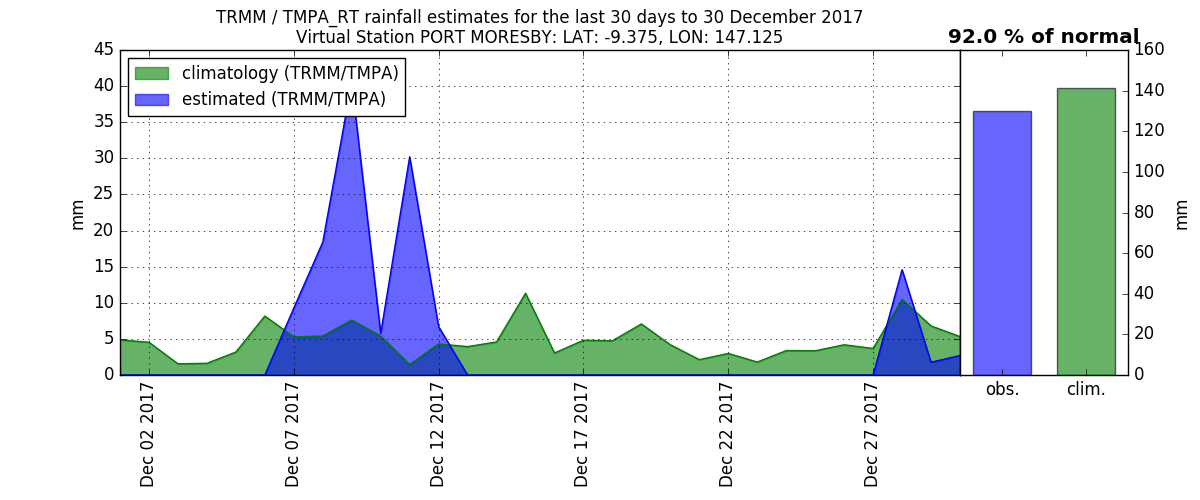 TRMM / TMPA_RT rainfall estimates for the last 30 days to 30 December 2017
Virtual Station PORT MORESBY: LAT: -9.375, LON: 147.125
92.0 % of normal
climatology (TRMM/TMPA)
estimated (TRMM/TMPA)
45
40
35
30
25
20
15
10
5
0
mm
160
140
120
100
80
60
40
20
0
mm
obs.
clim.
Dec 02 2017
Dec 07 2017
Dec 12 2017
Dec 17 2017
Dec 22 2017
Dec 27 2017